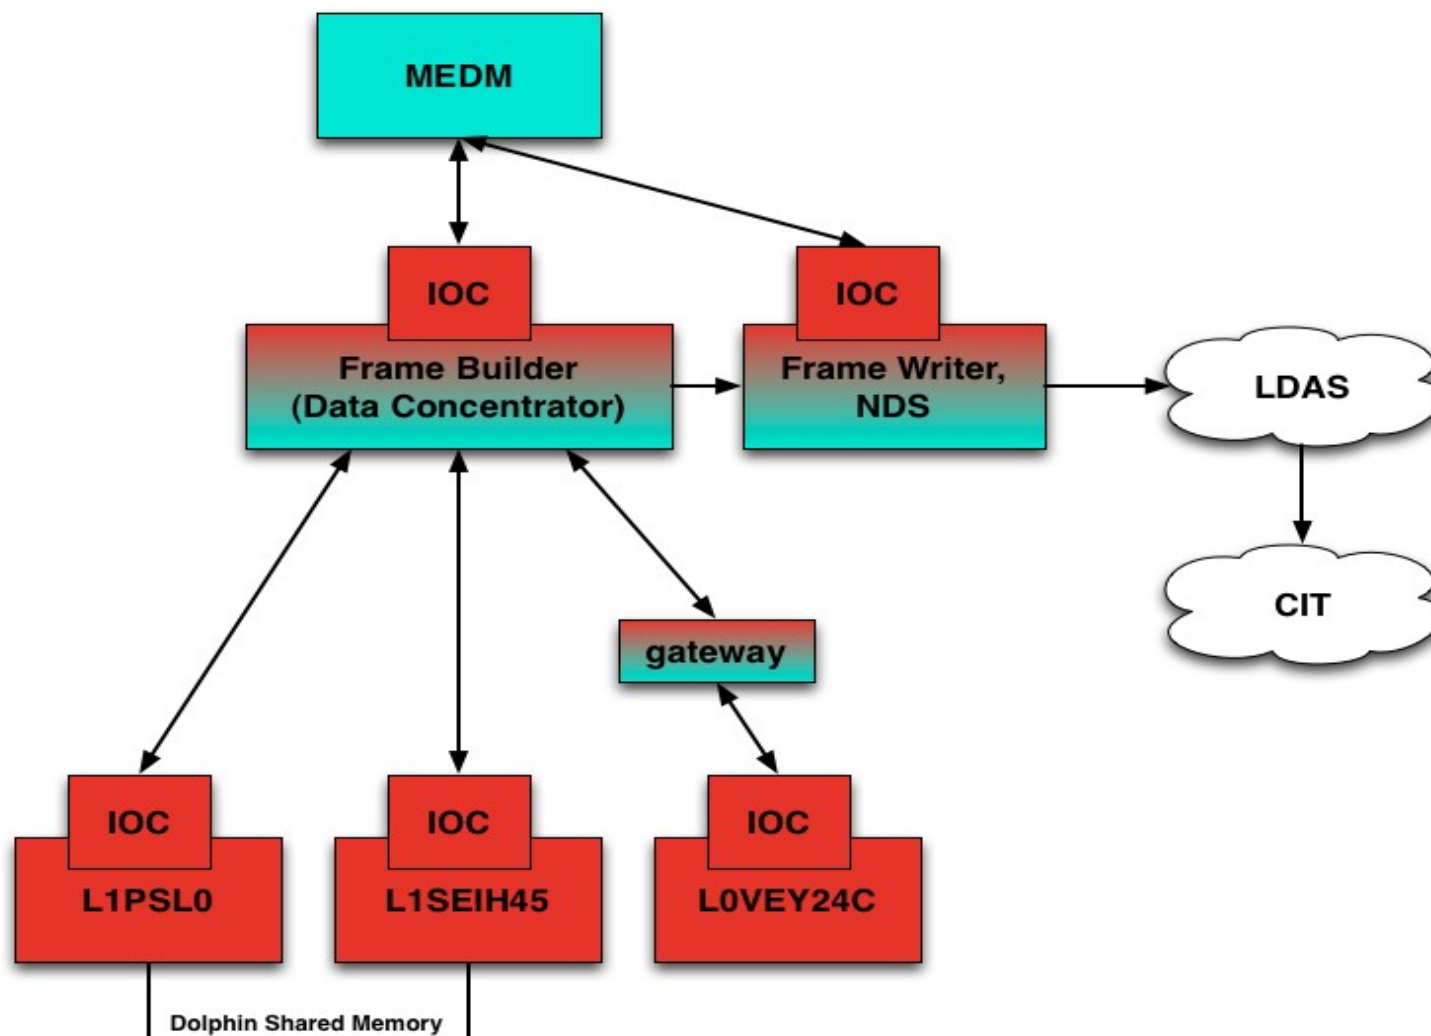 MEDM
IOC
IOC
Frame Builder
(Data Concentrator)
Frame Writer,
NDS
LDAS
CIT
gateway
IOC
IOC
IOC
L1PSL0
L1SEIH45
L0VEY24C
Dolphin Shared Memory